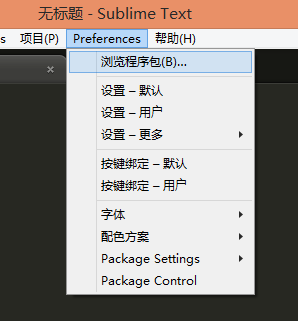 无标题 - Sublime Text
s 项目(P) Preferences 帮助(H)
浏览程序包(B)...
设置 – 默认
设置 – 用户
设置 – 更多
按键绑定 – 默认
按键绑定 – 用户
字体
配色方案
Package Settings
Package Control